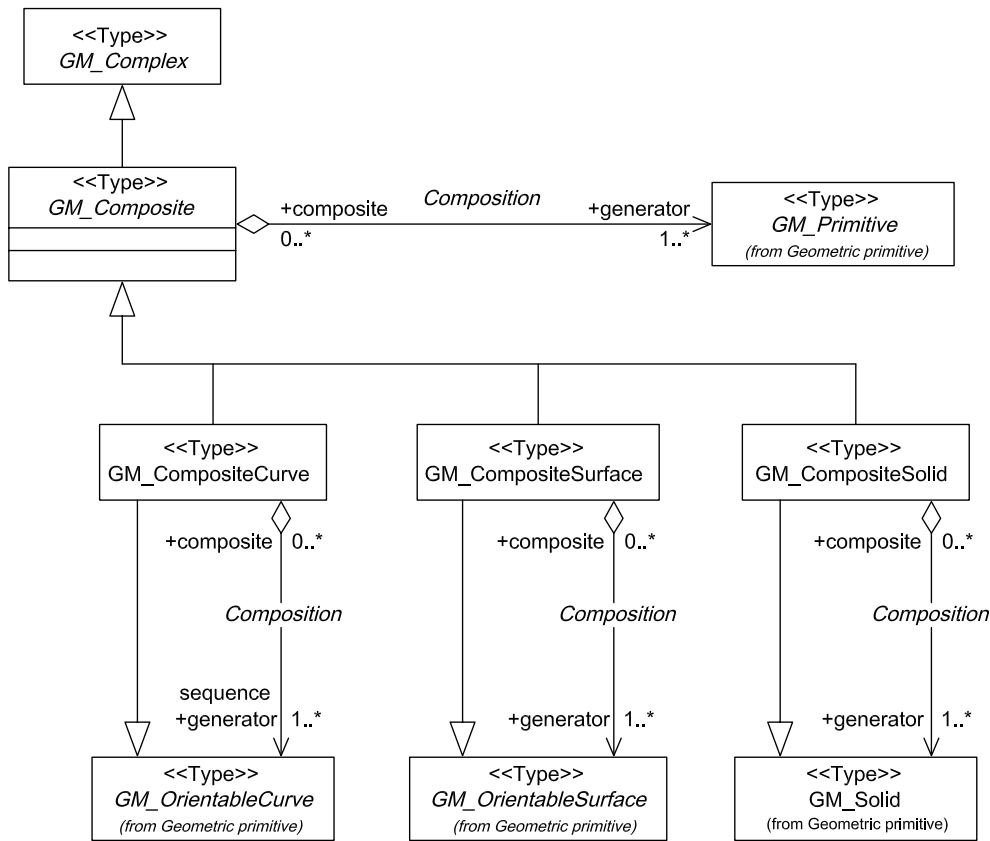 <<Type>>
GM_Complex
<<Type>>
GM_Composite
+composite
0..*
Composition
+generator
1..*
<<Type>>
GM_Primitive
(from Geometric primitive)
<<Type>>
GM_CompositeCurve
<<Type>>
GM_CompositeSurface
<<Type>>
GM_CompositeSolid
+composite 0..*
+composite 0..*
+composite 0..*
Composition
Composition
Composition
sequence
+generator 1..*
+generator 1..*
+generator 1..*
<<Type>>
GM_OrientableCurve
(from Geometric primitive)
<<Type>>
GM_OrientableSurface
(from Geometric primitive)
<<Type>>
GM_Solid
(from Geometric primitive)